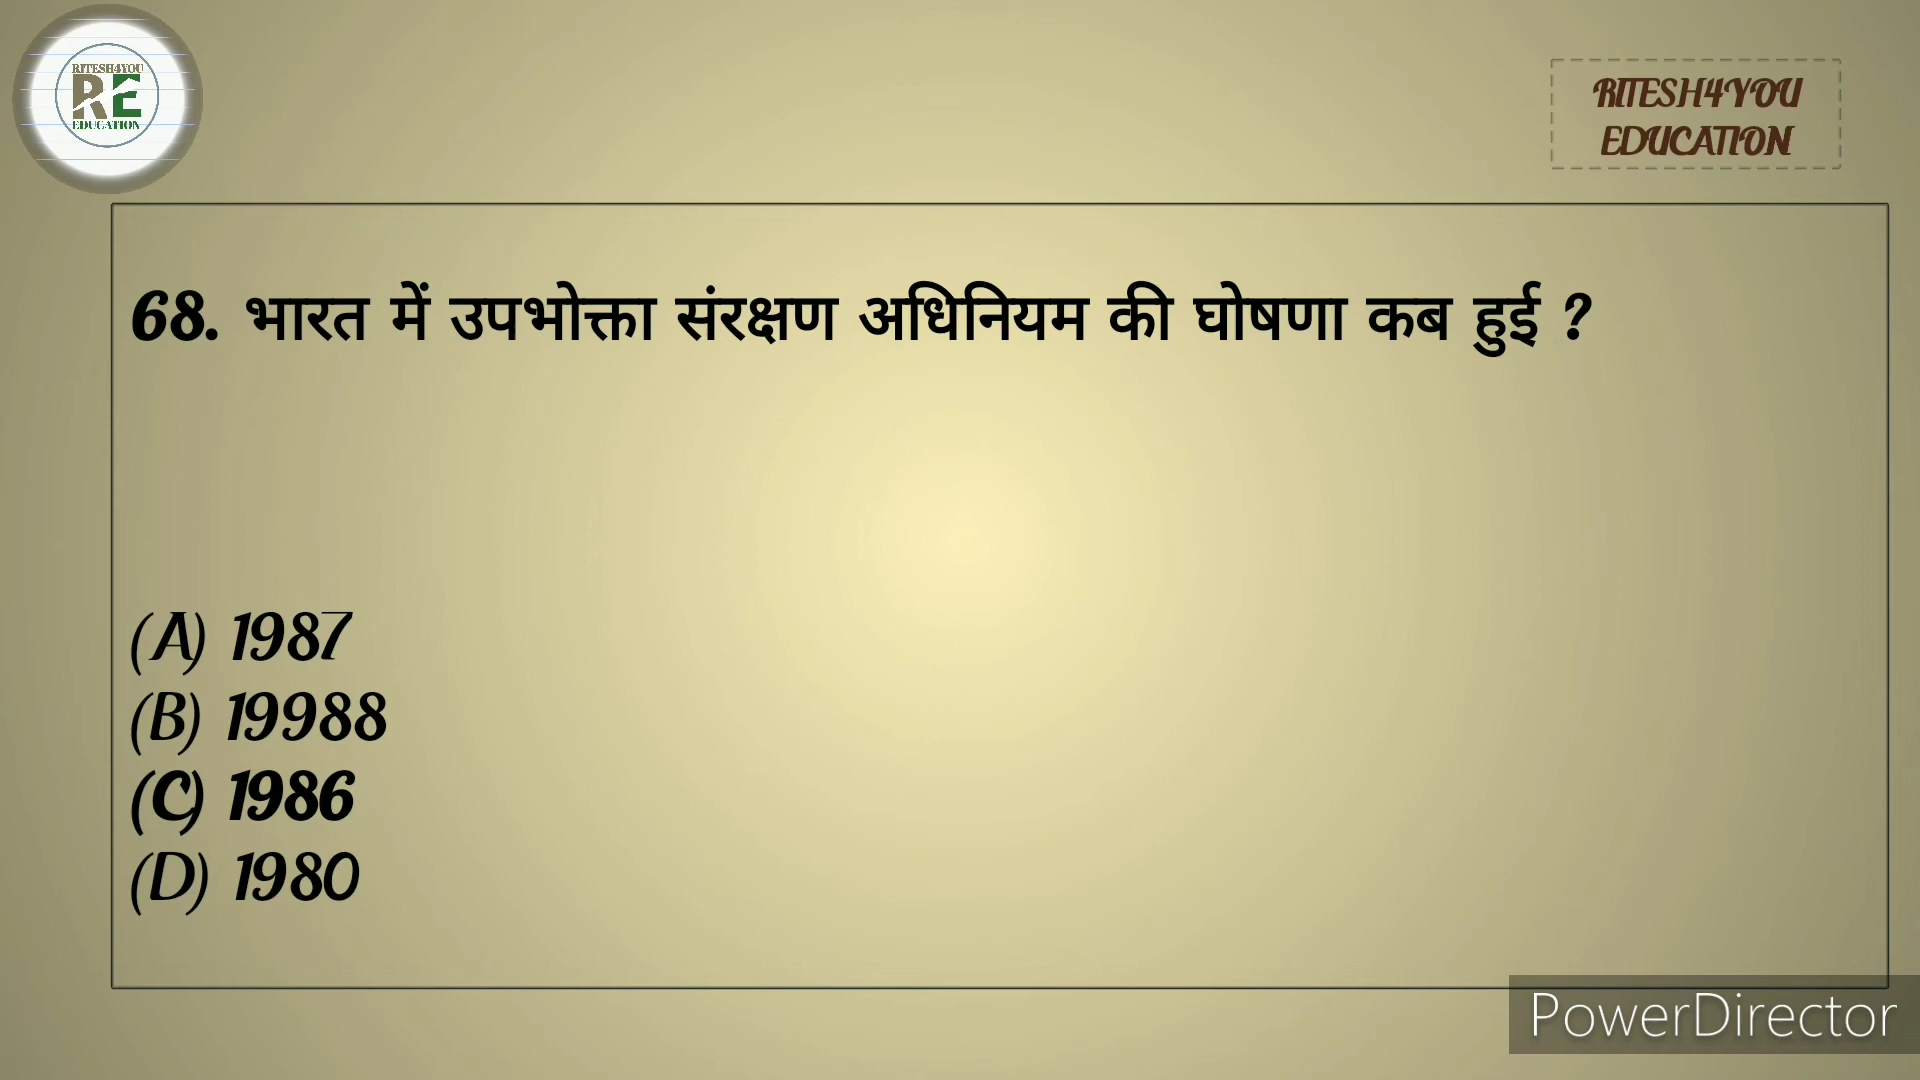 RITESH4YOU
RE
EDUCATION
RITESH4YOU
EDUCATION
68. भारत में उपभोक्ता संरक्षण अधिनियम की घोषणा कब हुई ?
(A) 1987
(B) 19988
(C) 1986
(D) 1980
PowerDirector